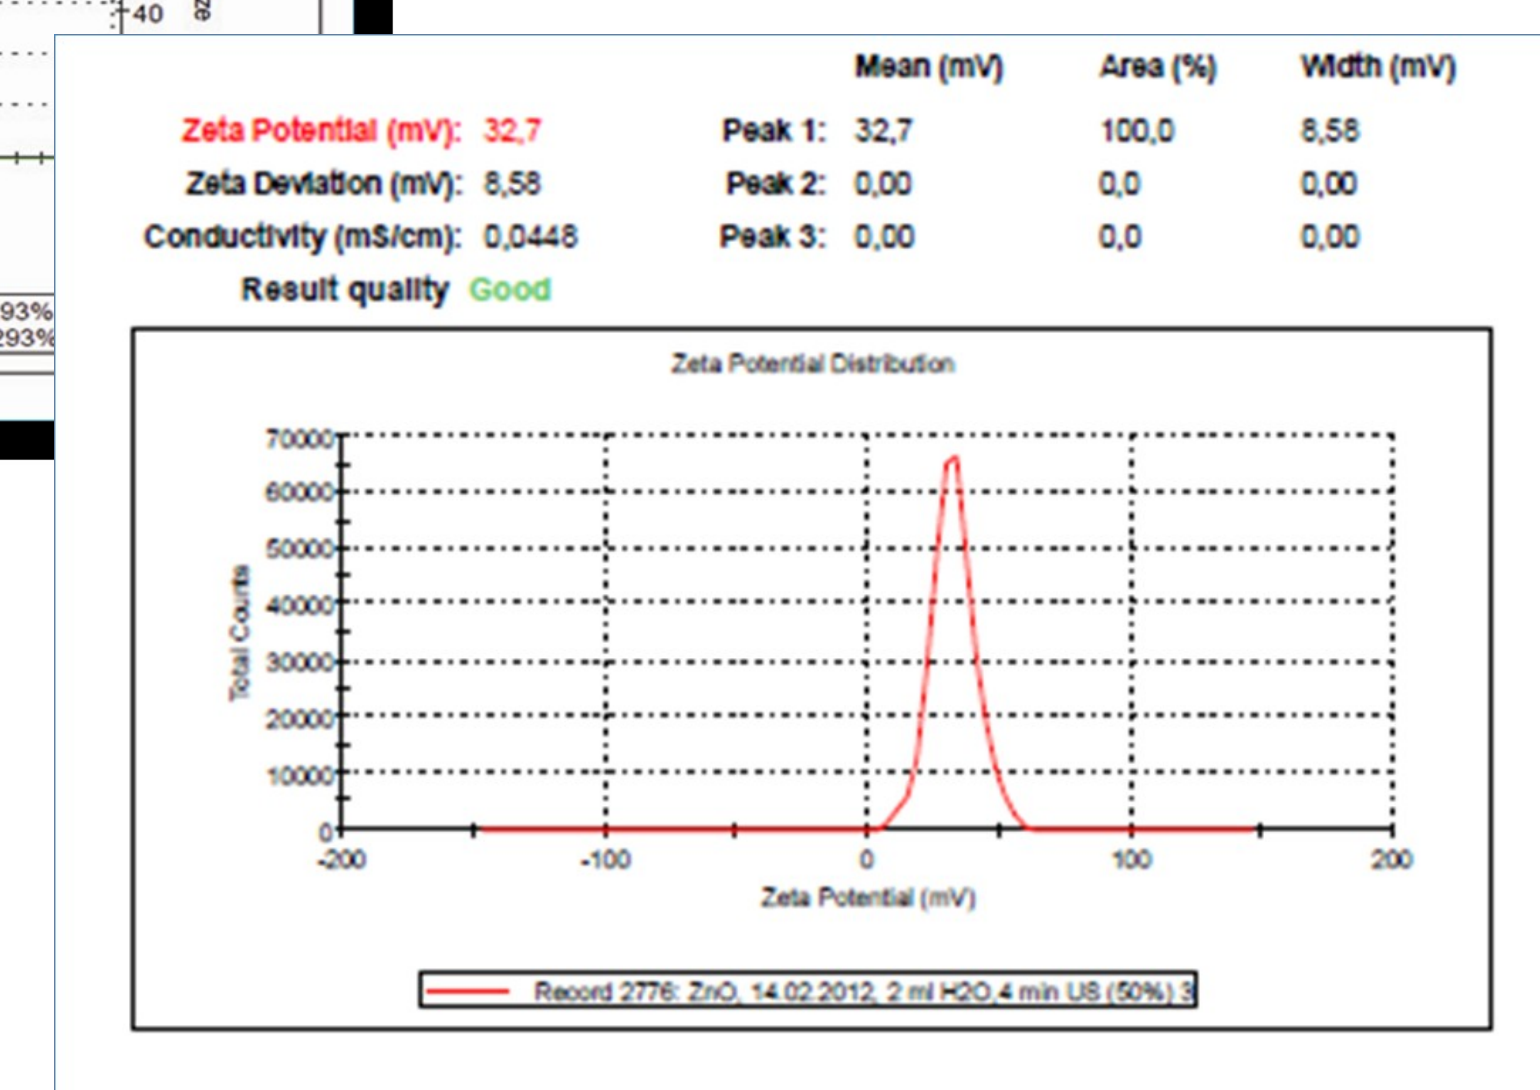 40
ze
93%
293%
Mean (mV) Area (%) Width (mV)
Zeta Potential (mV): 32,7 Peak 1: 32,7 100,0 8,58
Zeta Deviation (mV): 8,58 Peak 2: 0,00 0,0 0,00
Conductivity (mS/cm): 0,0448 Peak 3: 0,00 0,0 0,00
Result quality Good
Zeta Potential Distribution
70000
60000
50000
40000
30000
20000
10000
0
Total Counts
-200 -100 0 100 200
Zeta Potential (mV)
Record 2776: ZnO, 14.02.2012, 2 ml H2O,4 min US (50%) 3